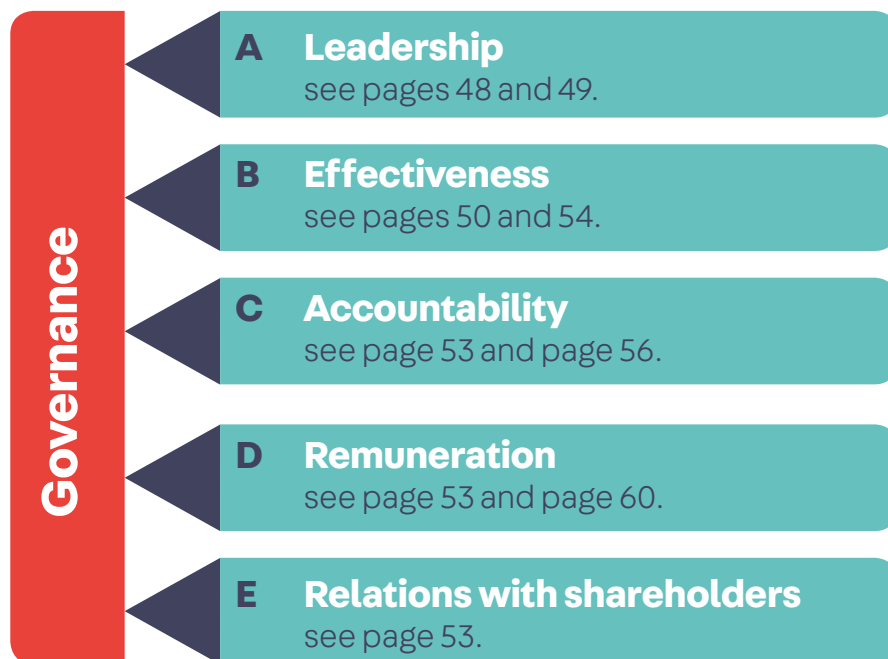 Governance
A Leadership
see pages 48 and 49.
B Effectiveness
see pages 50 and 54.
C Accountability
see page 53 and page 56.
D Remuneration
see page 53 and page 60.
E Relations with shareholders
see page 53.